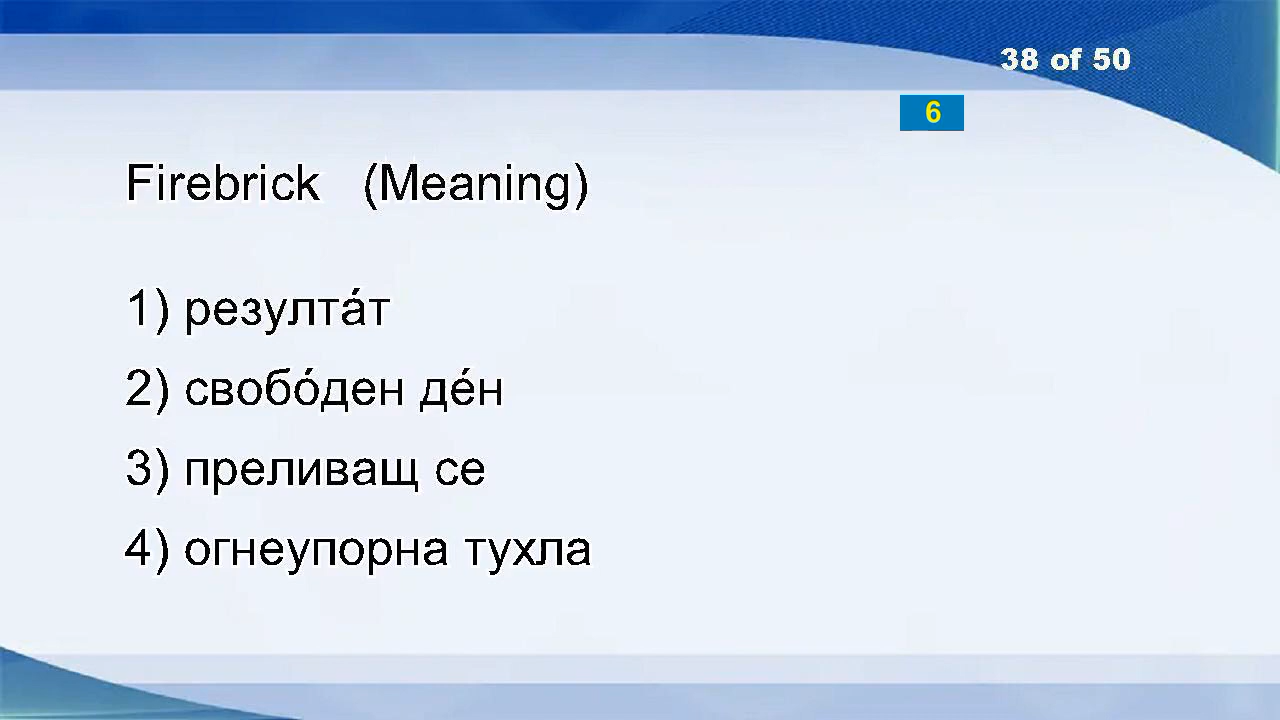 38 of 50
6
Firebrick (Meaning)
1) резулта́т
2) свобо́ден де́н
3) преливащ се
4) огнеупорна тухла